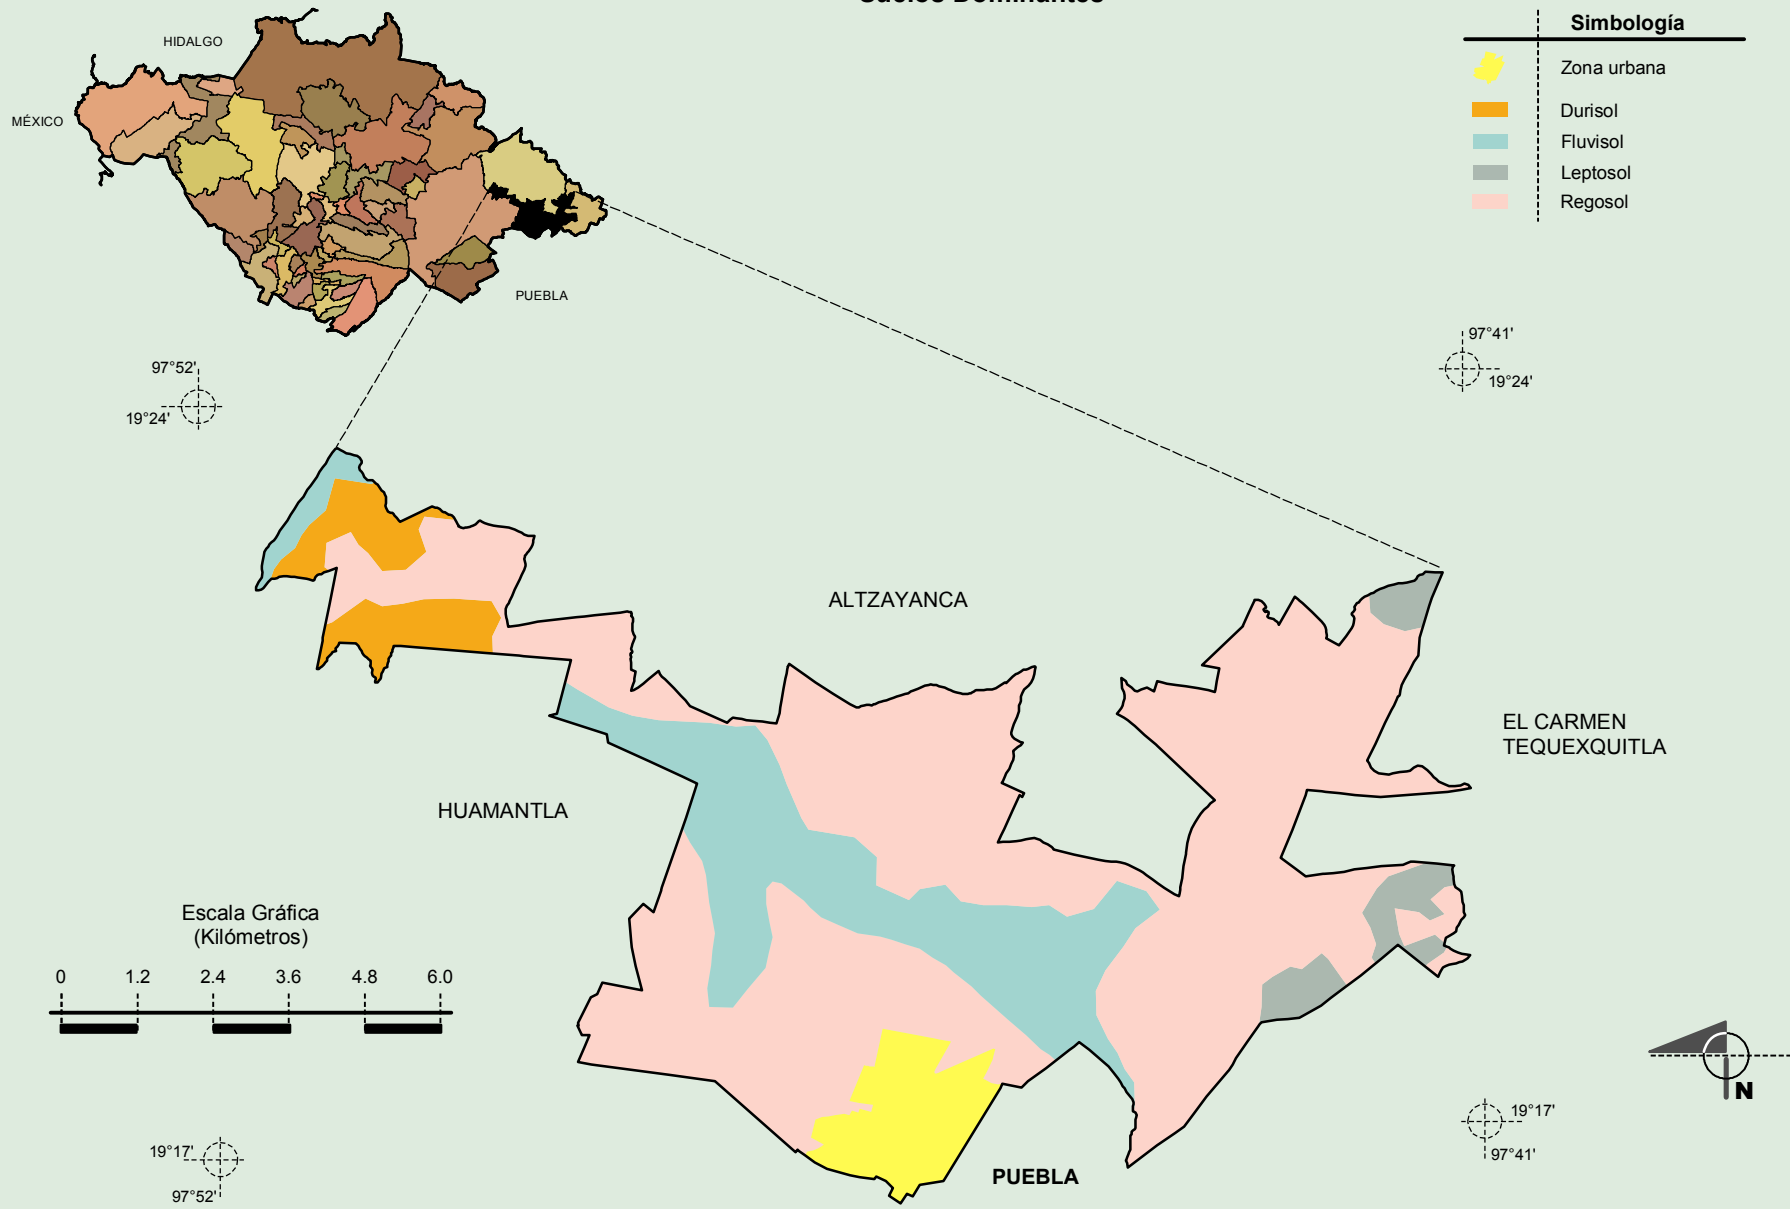 Suelos Dominantes
Simbología
Zona urbana
Durisol
Fluvisol
Leptosol
Regosol
HIDALGO
MÉXICO
PUEBLA
97°52'
19°24'
97°41'
19°24'
ALTZAYANCA
EL CARMEN
TEQUEXQUITLA
HUAMANTLA
Escala Gráfica
(Kilómetros)
0 1.2 2.4 3.6 4.8 6.0
N
19°17'
97°52'
19°17'
97°41'
PUEBLA